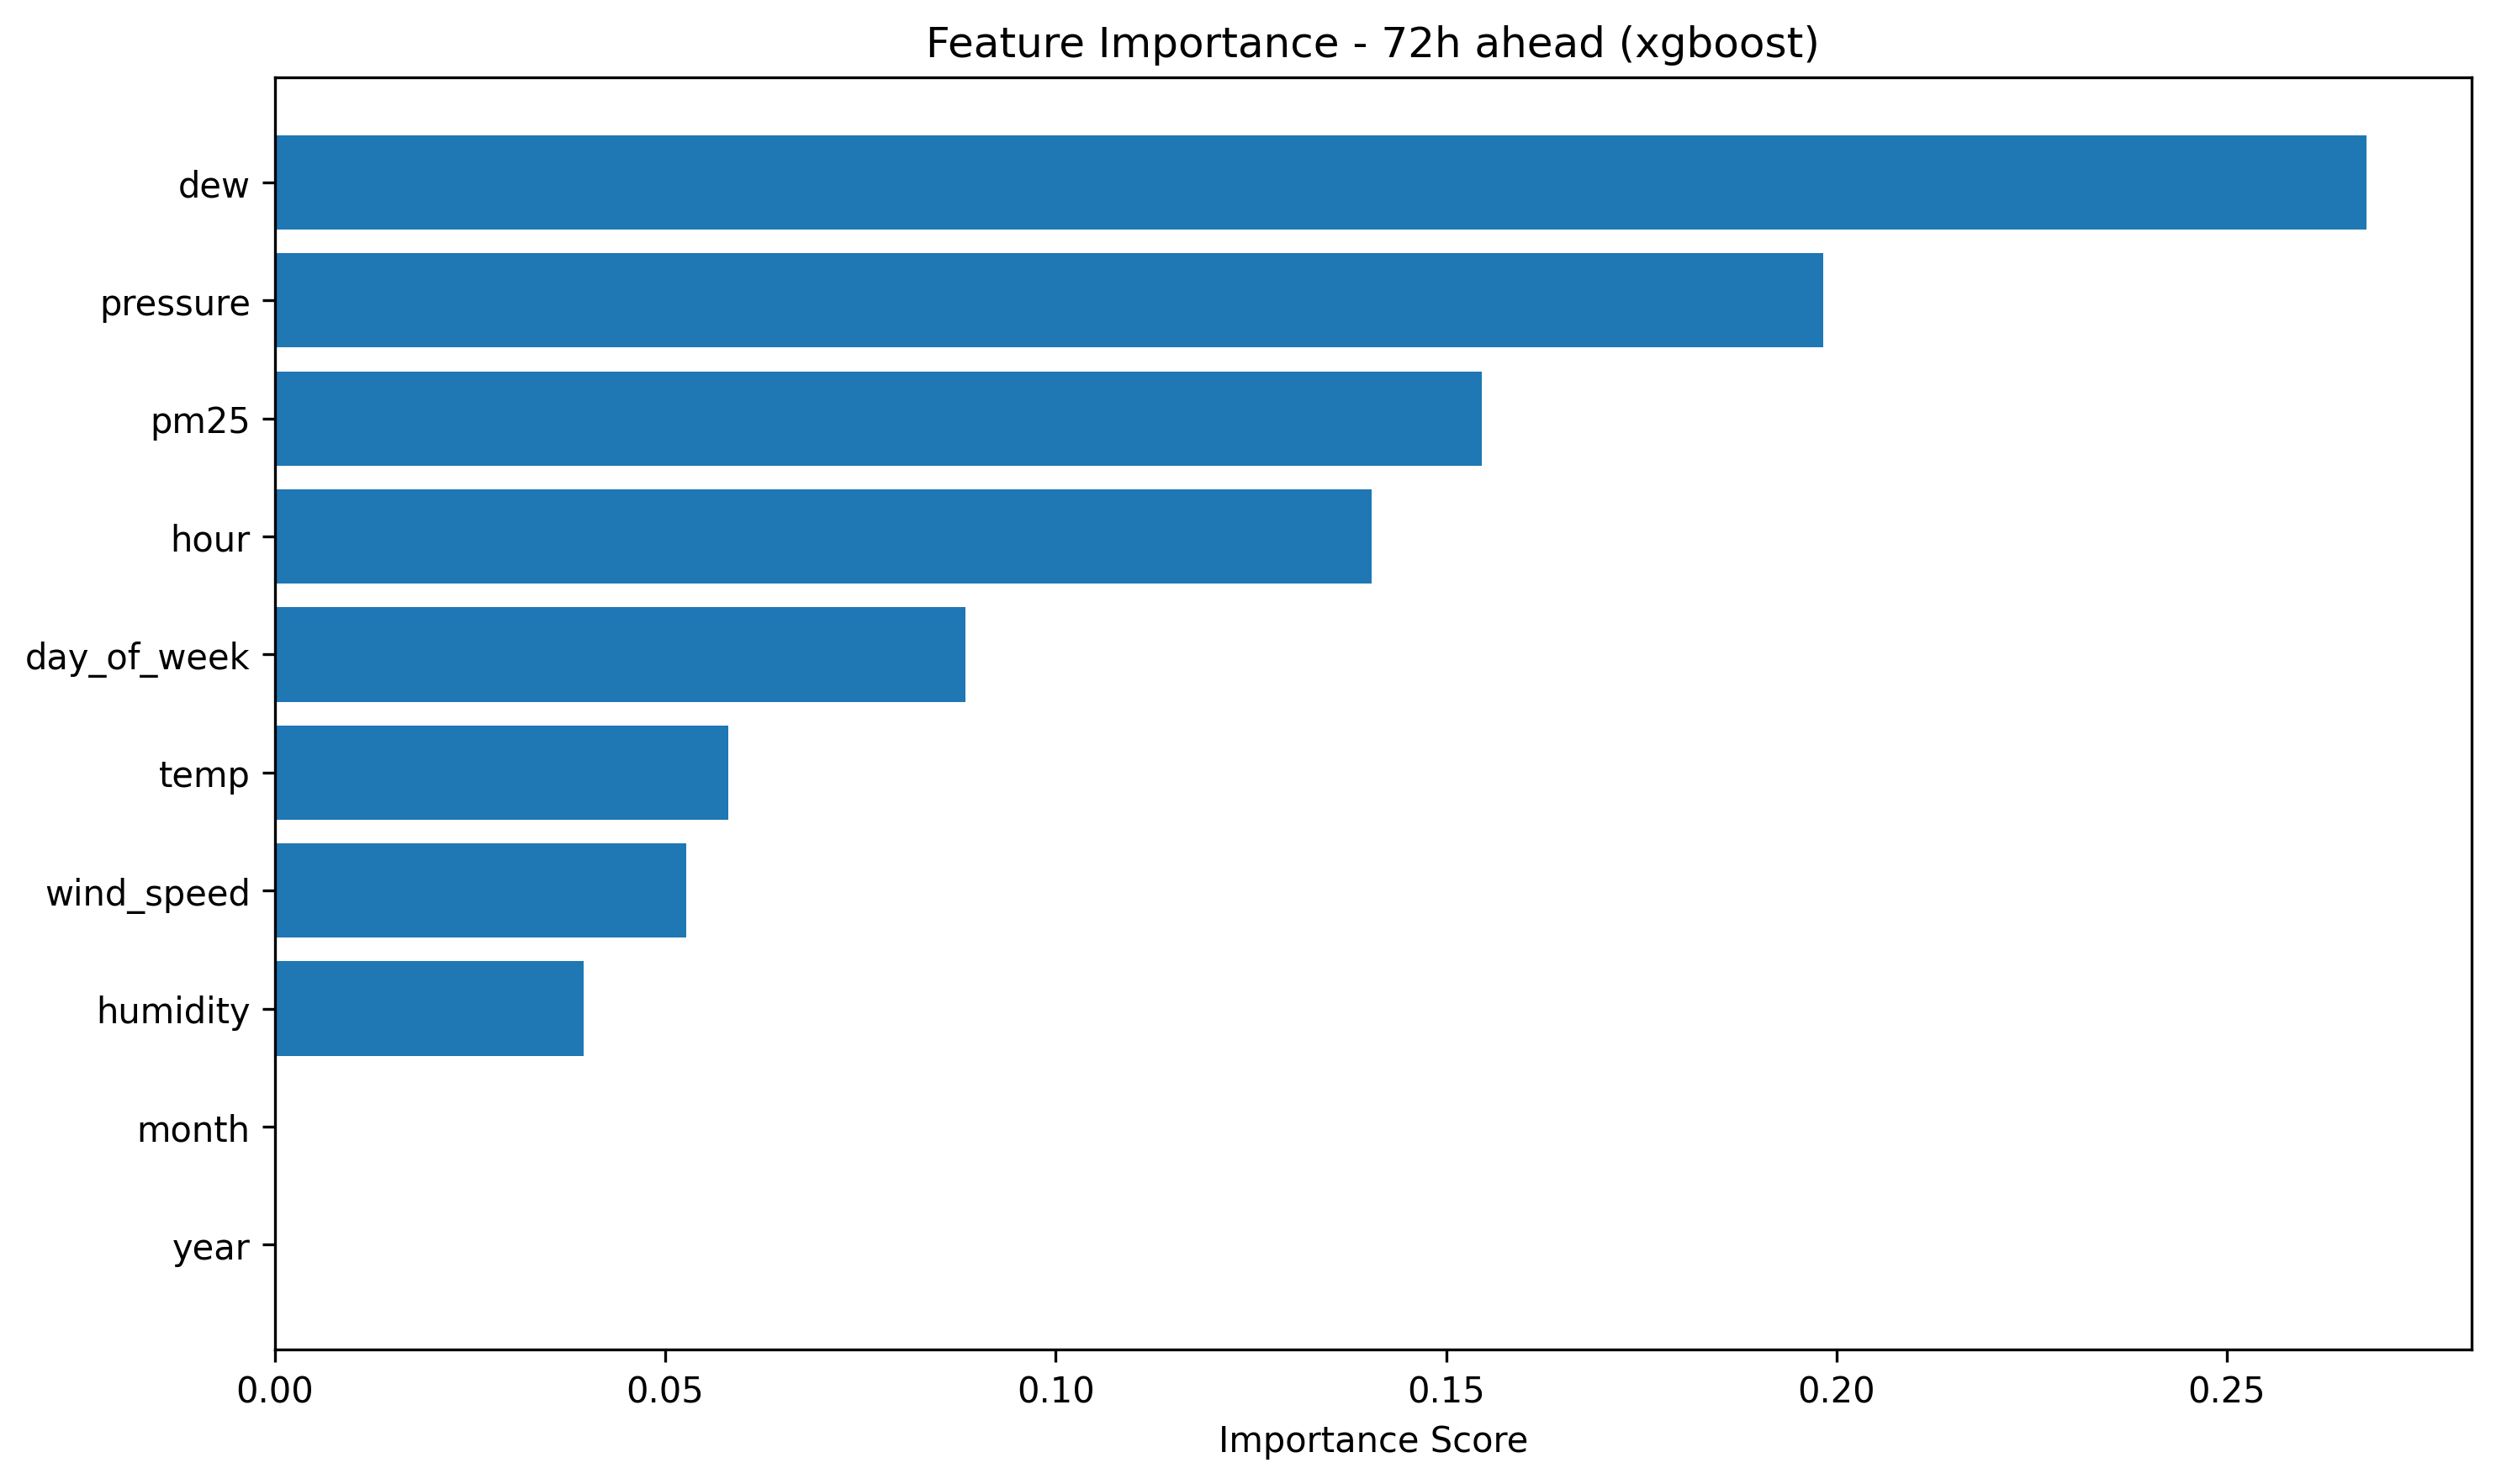 Feature Importance - 72h ahead (xgboost)
dew
pressure
pm25
hour
day_of_week
temp
wind_speed
humidity
month
year
0.00 0.05 0.10 0.15 0.20 0.25
Importance Score